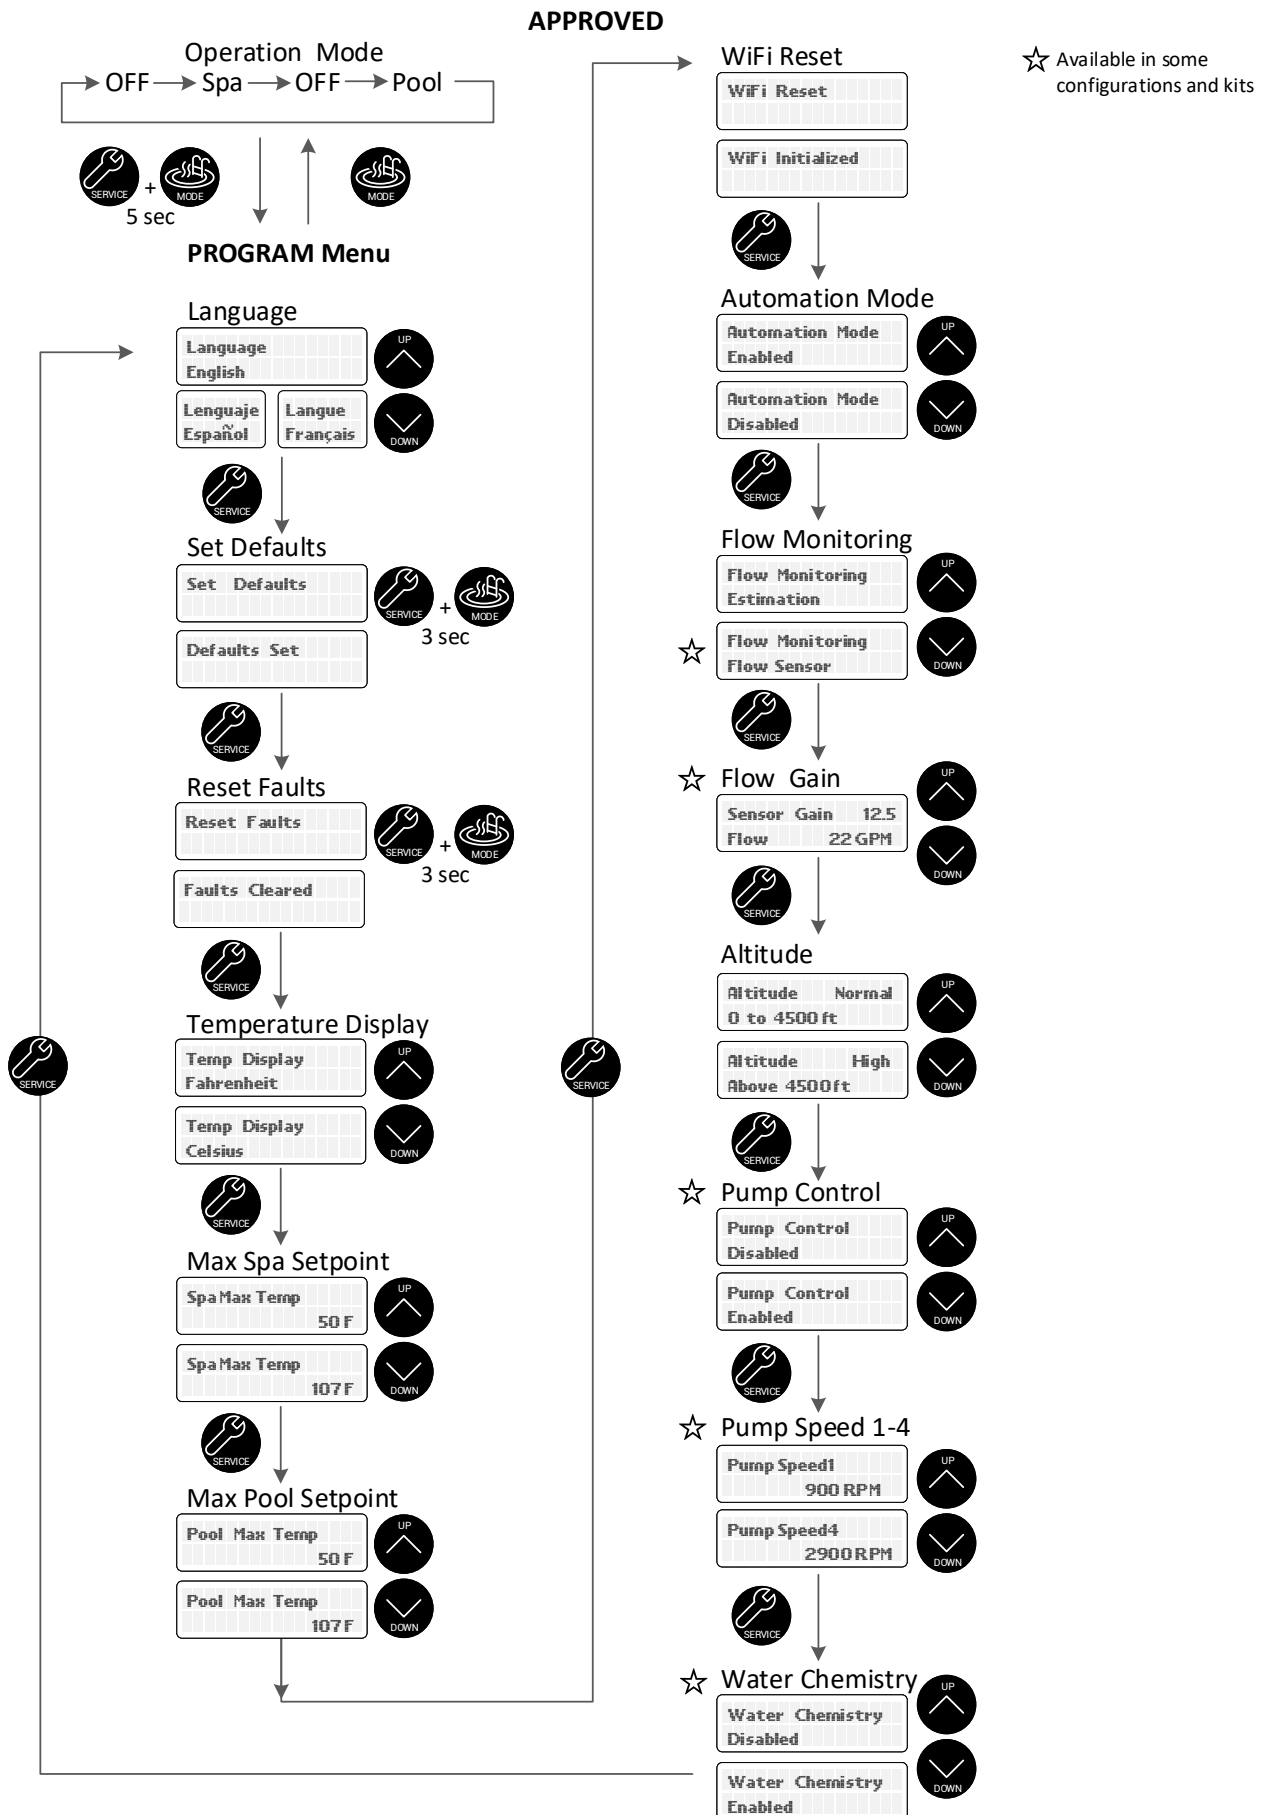 APPROVED
Operation Mode
OFF Spa OFF Pool
SERVICE + MODE
5 sec
MODE
PROGRAM Menu
Language
Language
English
Lenguaje
Español
Langue
Français
UP
DOWN
SERVICE
Set Defaults
Set Defaults
Defaults Set
SERVICE + MODE
3 sec
SERVICE
Reset Faults
Reset Faults
Faults Cleared
SERVICE + MODE
3 sec
SERVICE
Temperature Display
Temp Display
Fahrenheit
Temp Display
Celsius
UP
DOWN
SERVICE
SERVICE
Max Spa Setpoint
Spa Max Temp
50 F
Spa Max Temp
107 F
UP
DOWN
SERVICE
Max Pool Setpoint
Pool Max Temp
50 F
Pool Max Temp
107 F
UP
DOWN
SERVICE
WiFi Reset
WiFi Reset
WiFi Initialized
SERVICE
Automation Mode
Automation Mode
Enabled
Automation Mode
Disabled
UP
DOWN
SERVICE
Flow Monitoring
Flow Monitoring
Estimation
☆ Flow Monitoring
Flow Sensor
UP
DOWN
SERVICE
☆ Flow Gain
Sensor Gain 12.5
Flow 22 GPM
UP
DOWN
SERVICE
Altitude
Altitude Normal
0 to 4500 ft
Altitude High
Above 4500ft
UP
DOWN
SERVICE
☆ Pump Control
Pump Control
Disabled
Pump Control
Enabled
UP
DOWN
SERVICE
☆ Pump Speed 1-4
Pump Speed1
900 RPM
Pump Speed4
2900 RPM
UP
DOWN
SERVICE
☆ Water Chemistry
Water Chemistry
Disabled
Water Chemistry
Enabled
UP
DOWN
☆ Available in some
configurations and kits